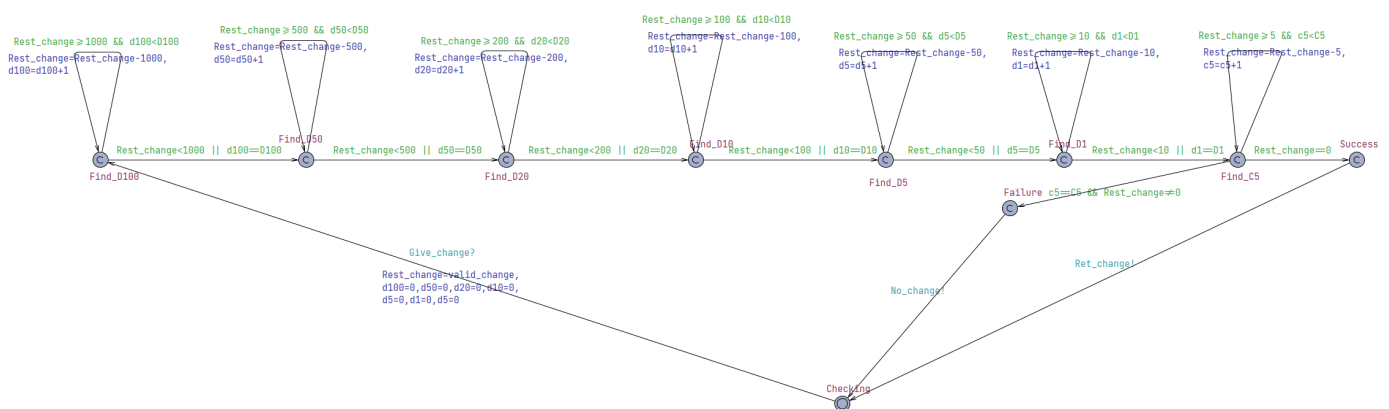 Rest_change≥100 && d10<D10
Rest_change≥500 && d50<D50
Rest_change=Rest_change-100,
d10=d10+1
Rest_change≥50 && d5<D5
Rest_change≥10 && d1<D1
Rest_change≥5 && c5<C5
Rest_change≥1000 && d100<D100
Rest_change≥200 && d20<D20
Rest_change=Rest_change-500,
d50=d50+1
Rest_change=Rest_change-1000,
d100=d100+1
Rest_change=Rest_change-200,
d20=d20+1
Rest_change=Rest_change-50,
d5=d5+1
Rest_change=Rest_change-10,
d1=d1+1
Rest_change=Rest_change-5,
c5=c5+1
Find_D50
Find_D10
Find_D1
Success
Rest_change<1000 || d100==D100
Rest_change<500 || d50==D50
Rest_change<200 || d20==D20
Rest_change<100 || d10==D10
Rest_change<50 || d5==D5
Rest_change<10 || d1==D1
Rest_change==0
C
C
C
C
C
C
C
C
Find_D100
Find_D20
Find_D5
Find_C5
Failure
c5==C5 && Rest_change≠0
C
Give_change?
Ret_change!
Rest_change=valid_change,
d100=0,d50=0,d20=0,d10=0,
d5=0,d1=0,d5=0
No_change!
Checking